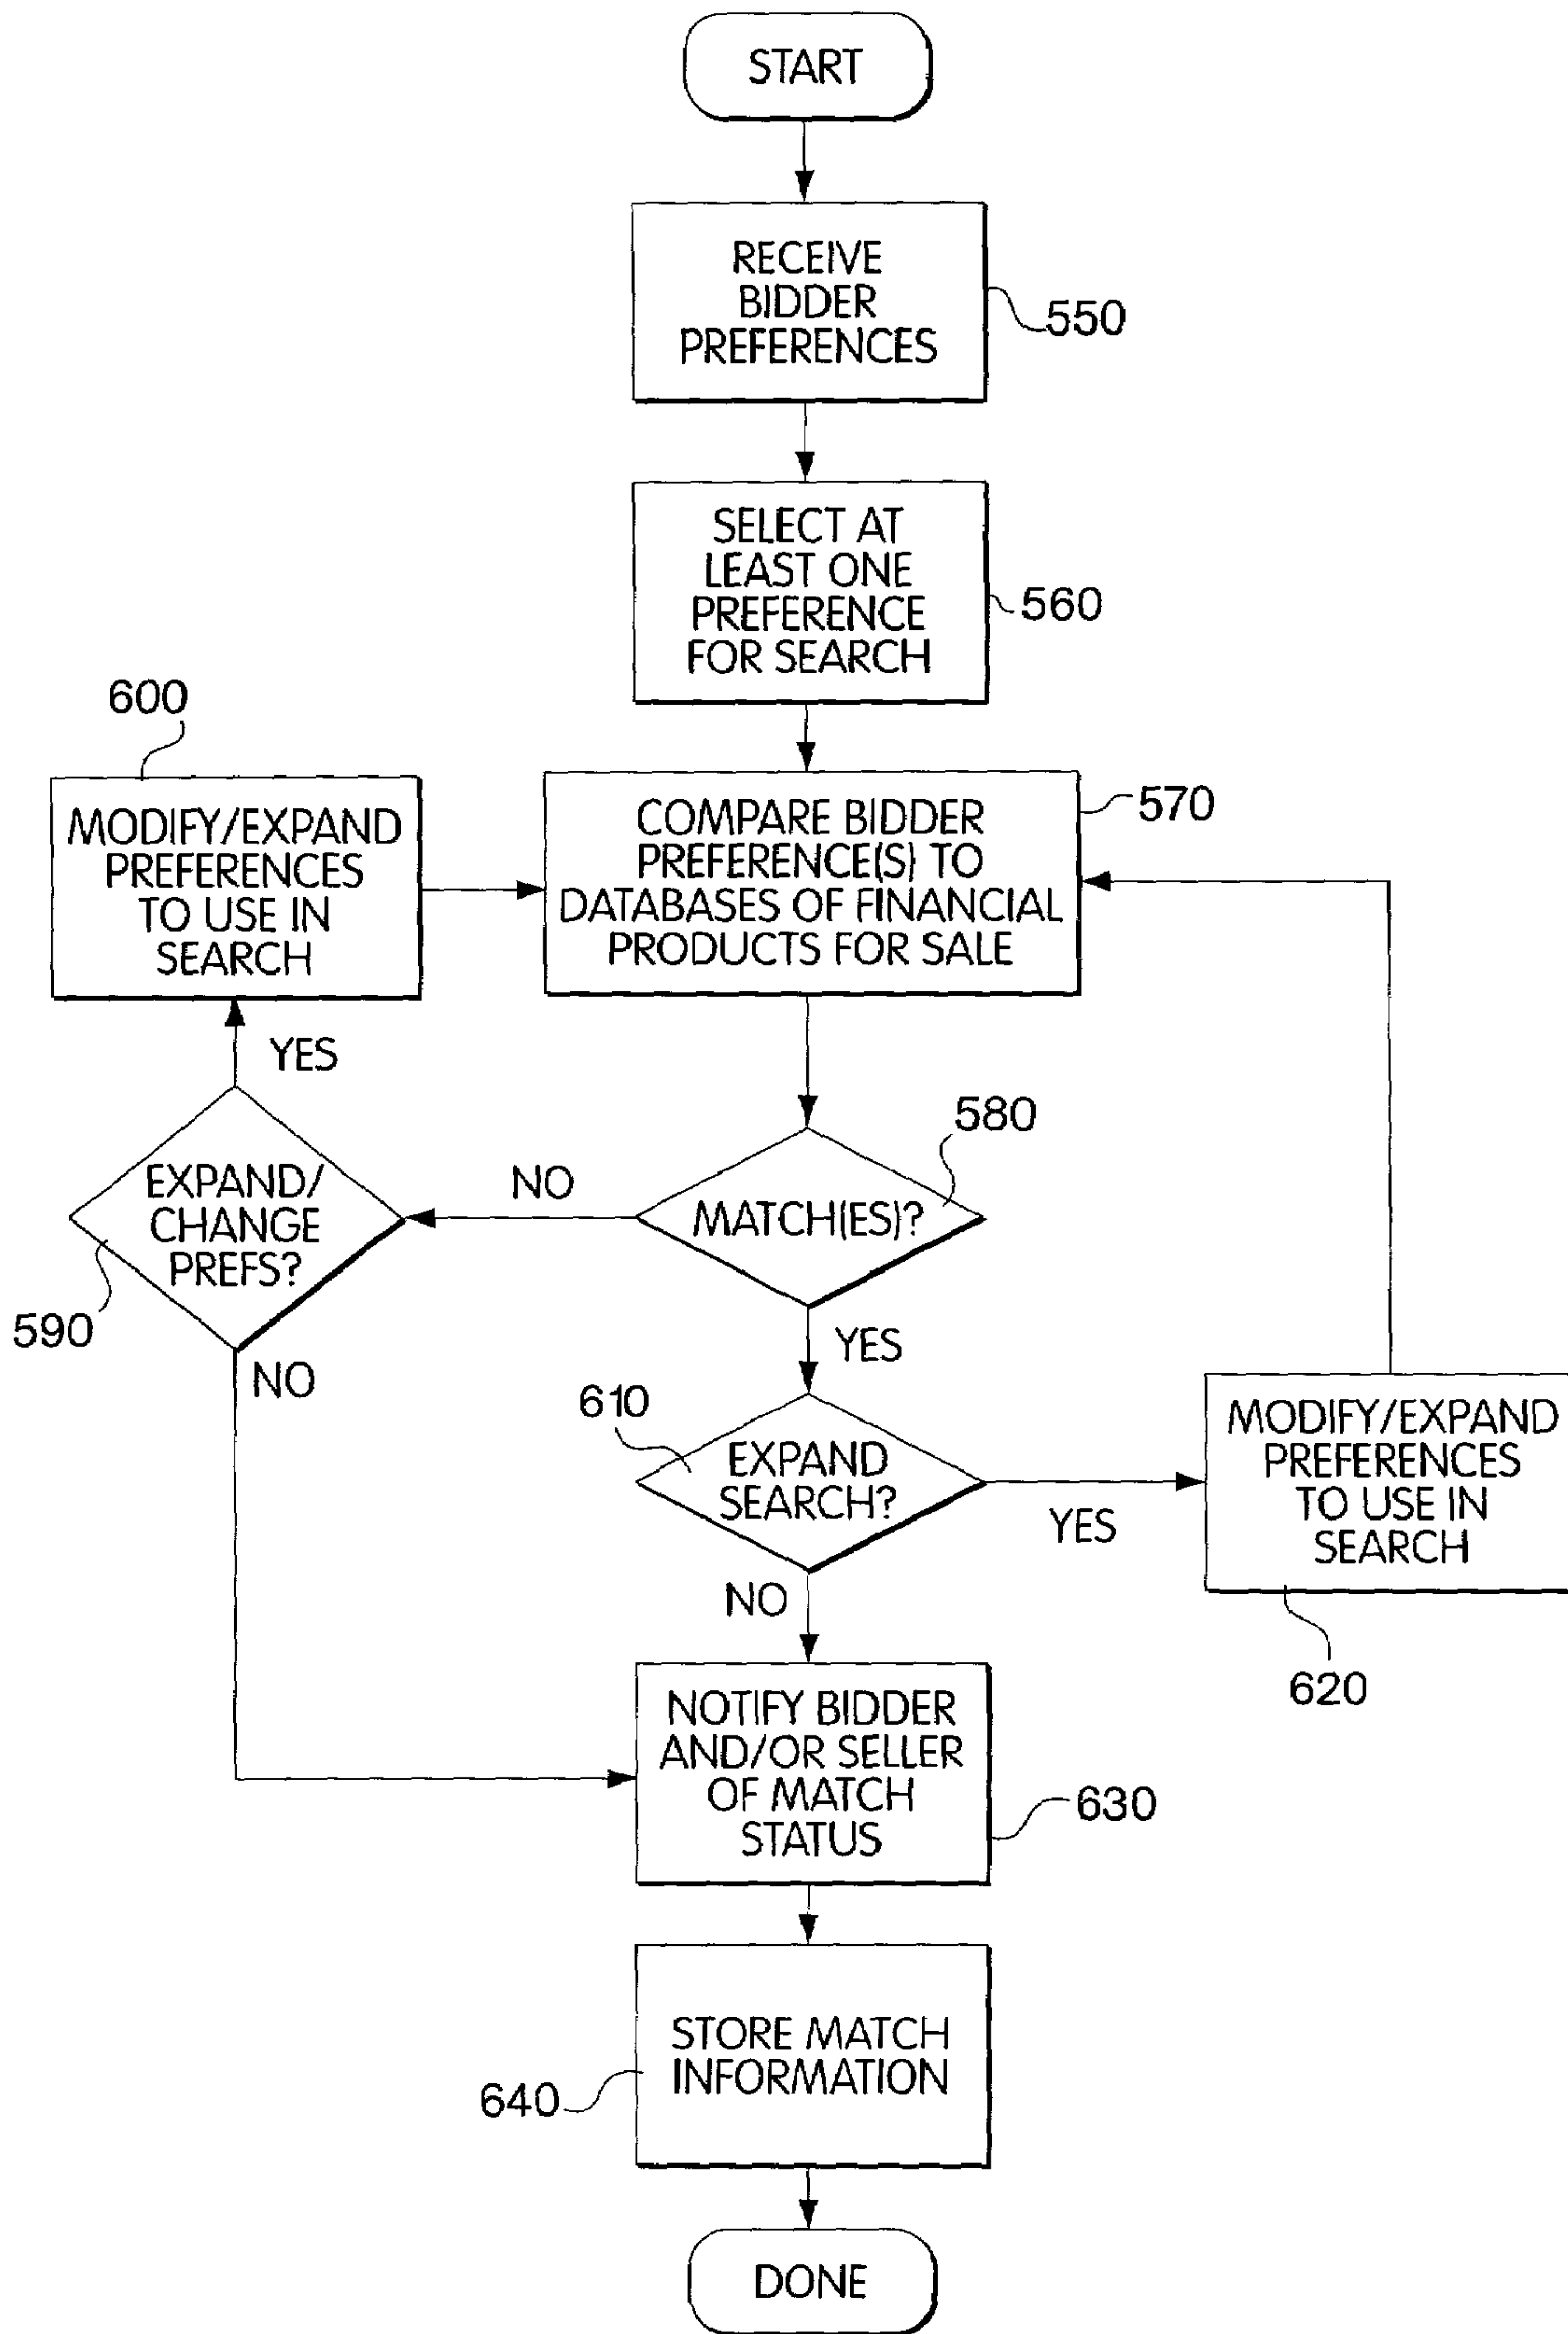 START
RECEIVE
BIDDER
PREFERENCES
550
SELECT AT
LEAST ONE
PREFERENCE
FOR SEARCH
560
600
MODIFY/EXPAND
PREFERENCES
TO USE IN
SEARCH
COMPARE BIDDER
PREFERENCE(S) TO
DATABASES OF FINANCIAL
PRODUCTS FOR SALE
570
YES
580
EXPAND/
CHANGE
PREFS?
NO
MATCH(ES)?
590
NO
YES
610
EXPAND
SEARCH?
YES
MODIFY/EXPAND
PREFERENCES
TO USE IN
SEARCH
620
NO
NOTIFY BIDDER
AND/OR SELLER
OF MATCH
STATUS
630
STORE MATCH
INFORMATION
640
DONE